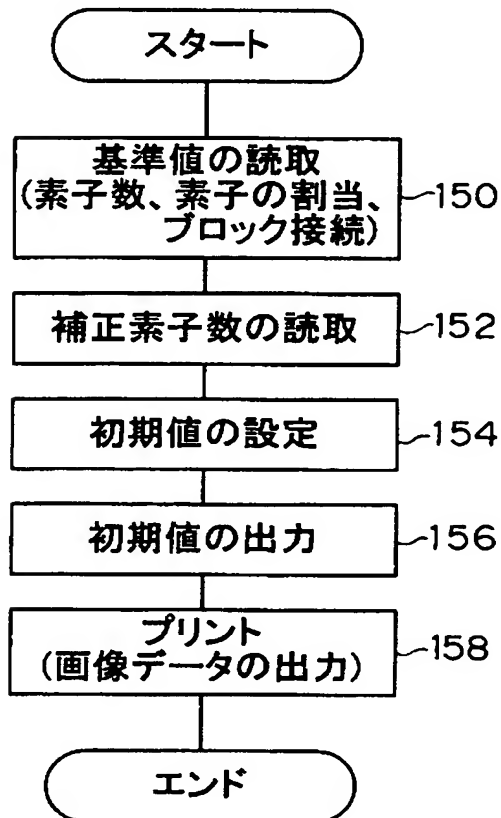 スタート
基準値の読取
(素子数、素子の割当、
ブロック接続)
150
補正素子数の読取
152
初期値の設定
154
初期値の出力
156
プリント
(画像データの出力)
158
エンド